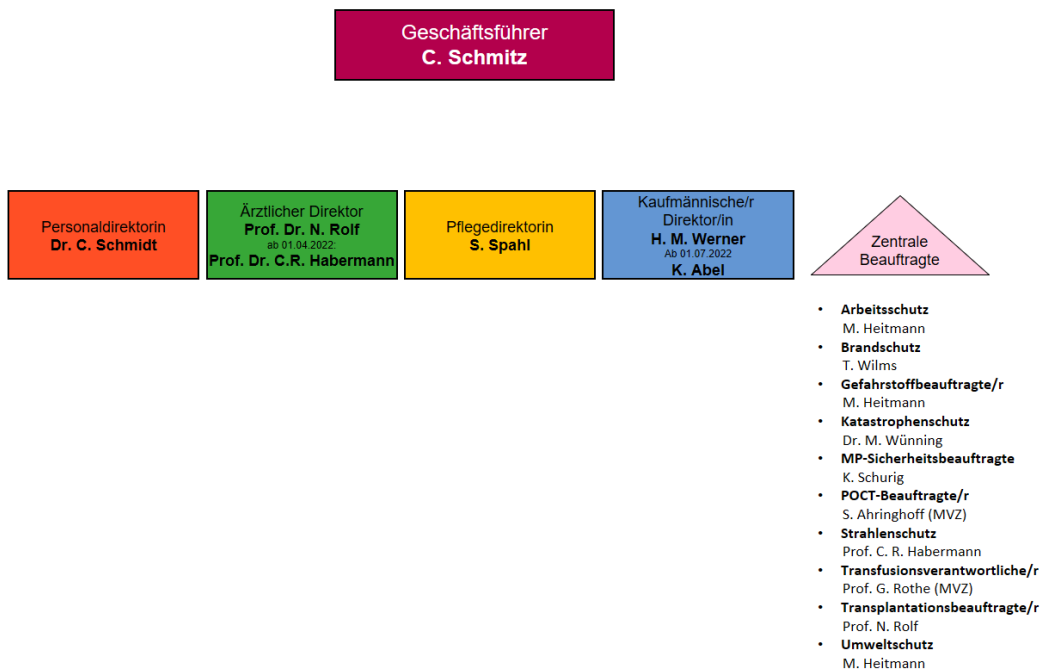 Geschäftsführer
C. Schmitz
Personaldirektorin
Dr. C. Schmidt
Ärztlicher Direktor
Prof. Dr. N. Rolf
ab 01.04.2022:
Prof. Dr. C.R. Habermann
Pflegedirektorin
S. Spahl
Kaufmännische/r
Direktor/in
H. M. Werner
Ab 01.07.2022
K. Abel
Zentrale
Beauftragte
• Arbeitsschutz
M. Heitmann
• Brandschutz
T. Wilms
• Gefahrstoffbeauftragte/r
M. Heitmann
• Katastrophenschutz
Dr. M. Wünning
• MP-Sicherheitsbeauftragte
K. Schurig
• POCT-Beauftragte/r
S. Ahringhoff (MVZ)
• Strahlenschutz
Prof. C. R. Habermann
• Transfusionsverantwortliche/r
Prof. G. Rothe (MVZ)
• Transplantationsbeauftragte/r
Prof. N. Rolf
• Umweltschutz
M. Heitmann